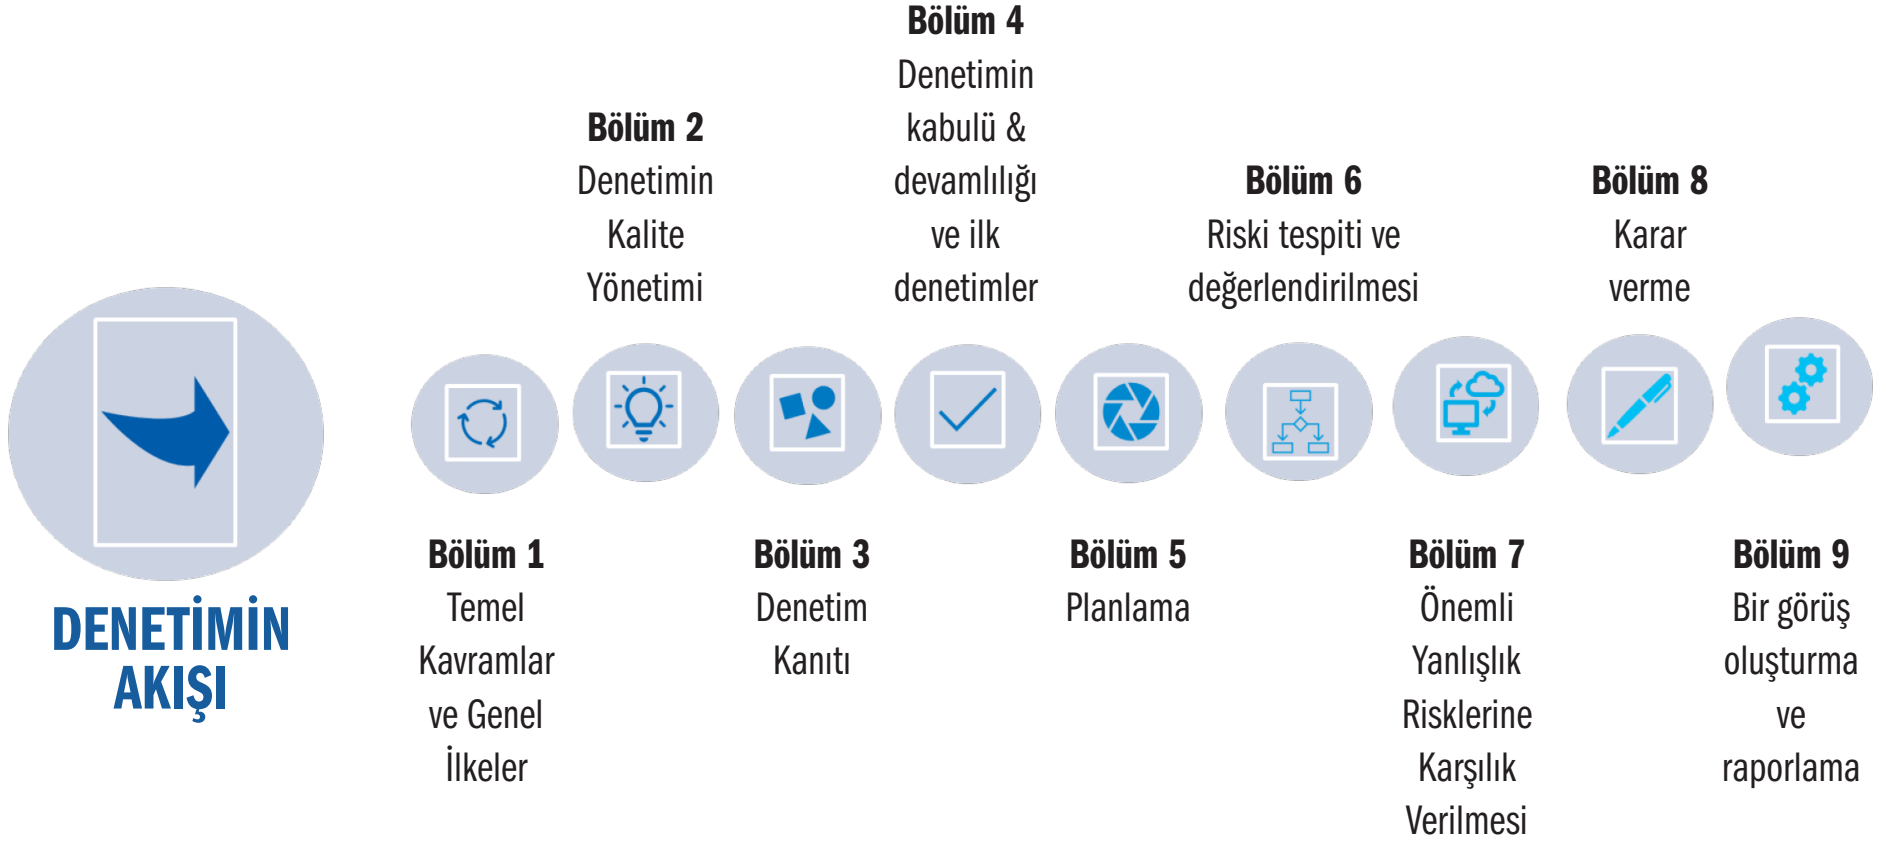 DENETİMİN
AKIŞI
Bölüm 1
Temel
Kavramlar
ve Genel
İlkeler
Bölüm 2
Denetimin
Kalite
Yönetimi
Bölüm 3
Denetim
Kanıtı
Bölüm 4
Denetimin
kabulü &
devamlılığı
ve ilk
denetimler
Bölüm 5
Planlama
Bölüm 6
Riski tespiti ve
değerlendirilmesi
Bölüm 7
Önemli
Yanlışlık
Risklerine
Karşılık
Verilmesi
Bölüm 8
Karar
verme
Bölüm 9
Bir görüş
oluşturma
ve
raporlama